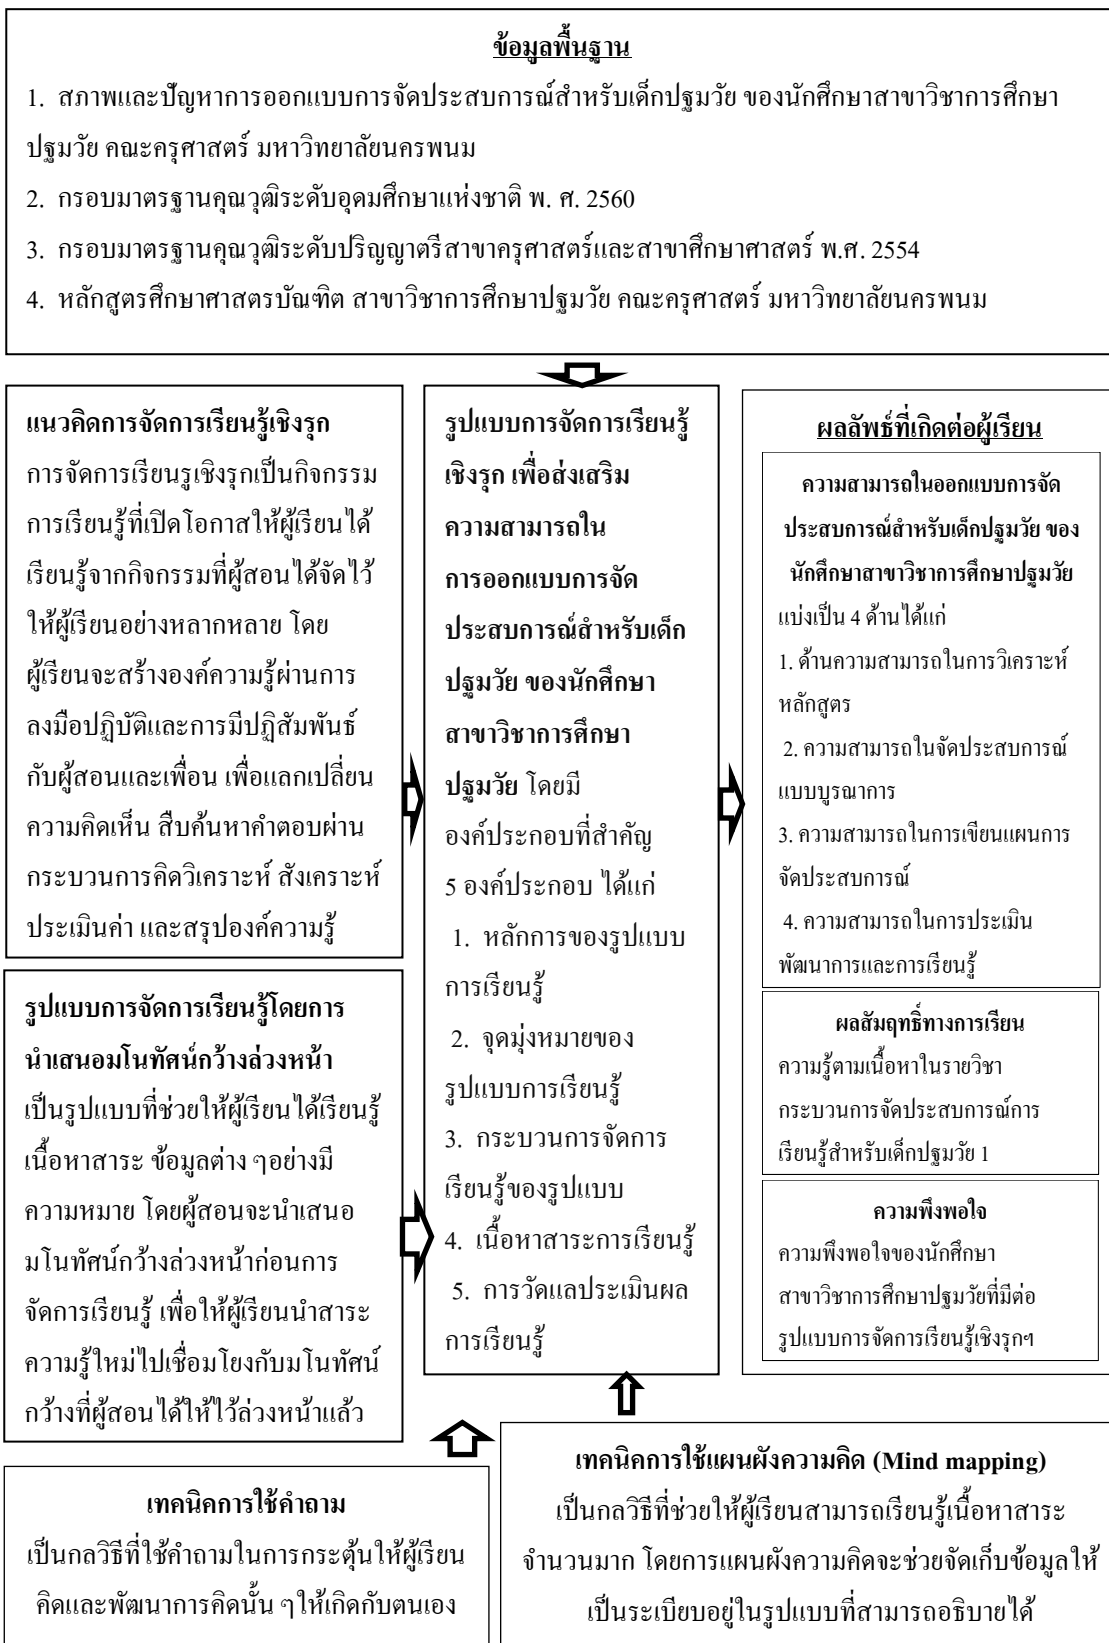 ข้อมูลพื้นฐาน
1. สภาพและปัญหาการออกแบบการจัดประสบการณ์สำหรับเด็กปฐมวัย ของนักศึกษาสาขาวิชาการศึกษา
ปฐมวัย คณะครุศาสตร์ มหาวิทยาลัยนครพนม
2. กรอบมาตรฐานคุณวุฒิระดับอุดมศึกษาแห่งชาติ พ. ศ. 2560
3. กรอบมาตรฐานคุณวุฒิระดับปริญญาตรีสาขาครุศาสตร์และสาขาศึกษาศาสตร์ พ.ศ. 2554
4. หลักสูตรศึกษาศาสตรบัณฑิต สาขาวิชาการศึกษาปฐมวัย คณะครุศาสตร์ มหาวิทยาลัยนครพนม
แนวคิดการจัดการเรียนรู้เชิงรุก
การจัดการเรียนรูเชิงรุกเป็นกิจกรรม
การเรียนรู้ที่เปิดโอกาสให้ผู้เรียนได้
เรียนรู้จากกิจกรรมที่ผู้สอนได้จัดไว้
ให้ผู้เรียนอย่างหลากหลาย โดย
ผู้เรียนจะสร้างองค์ความรู้ผ่านการ
ลงมือปฏิบัติและการมีปฏิสัมพันธ์
กับผู้สอนและเพื่อน เพื่อแลกเปลี่ยน
ความคิดเห็น สืบค้นหาคำตอบผ่าน
กระบวนการคิดวิเคราะห์ สังเคราะห์
ประเมินค่า และสรุปองค์ความรู้
รูปแบบการจัดการเรียนรู้โดยการ
นำเสนอมโนทัศน์กว้างล่วงหน้า
เป็นรูปแบบที่ช่วยให้ผู้เรียนได้เรียนรู้
เนื้อหาสาระ ข้อมูลต่าง ๆอย่างมี
ความหมาย โดยผู้สอนจะนำเสนอ
มโนทัศน์กว้างล่วงหน้าก่อนการ
จัดการเรียนรู้ เพื่อให้ผู้เรียนนำสาระ
ความรู้ใหม่ไปเชื่อมโยงกับมโนทัศน์
กว้างที่ผู้สอนได้ให้ไว้ล่วงหน้าแล้ว
รูปแบบการจัดการเรียนรู้
เชิงรุก เพื่อส่งเสริม
ความสามารถใน
การออกแบบการจัด
ประสบการณ์สำหรับเด็ก
ปฐมวัย ของนักศึกษา
สาขาวิชาการศึกษา
ปฐมวัย โดยมี
องค์ประกอบที่สำคัญ
5 องค์ประกอบ ได้แก่
1. หลักการของรูปแบบ
การเรียนรู้
2. จุดมุ่งหมายของ
รูปแบบการเรียนรู้
3. กระบวนการจัดการ
เรียนรู้ของรูปแบบ
4. เนื้อหาสาระการเรียนรู้
5. การวัดแลประเมินผล
การเรียนรู้
ผลลัพธ์ที่เกิดต่อผู้เรียน
ความสามารถในออกแบบการจัด
ประสบการณ์สำหรับเด็กปฐมวัย ของ
นักศึกษาสาขาวิชาการศึกษาปฐมวัย
แบ่งเป็น 4 ด้านได้แก่
1. ด้านความสามารถในการวิเคราะห์
หลักสูตร
2. ความสามารถในจัดประสบการณ์
แบบบูรณาการ
3. ความสามารถในการเขียนแผนการ
จัดประสบการณ์
4. ความสามารถในการประเมิน
พัฒนาการและการเรียนรู้
ผลสัมฤทธิ์ทางการเรียน
ความรู้ตามเนื้อหาในรายวิชา
กระบวนการจัดประสบการณ์การ
เรียนรู้สำหรับเด็กปฐมวัย 1
ความพึงพอใจ
ความพึงพอใจของนักศึกษา
สาขาวิชาการศึกษาปฐมวัยที่มีต่อ
รูปแบบการจัดการเรียนรู้เชิงรุกฯ
เทคนิคการใช้คำถาม
เป็นกลวิธีที่ใช้คำถามในการกระตุ้นให้ผู้เรียน
คิดและพัฒนาการคิดนั้น ๆให้เกิดกับตนเอง
เทคนิคการใช้แผนผังความคิด (Mind mapping)
เป็นกลวิธีที่ช่วยให้ผู้เรียนสามารถเรียนรู้เนื้อหาสาระ
จำนวนมาก โดยการแผนผังความคิดจะช่วยจัดเก็บข้อมูลให้
เป็นระเบียบอยู่ในรูปแบบที่สามารถอธิบายได้